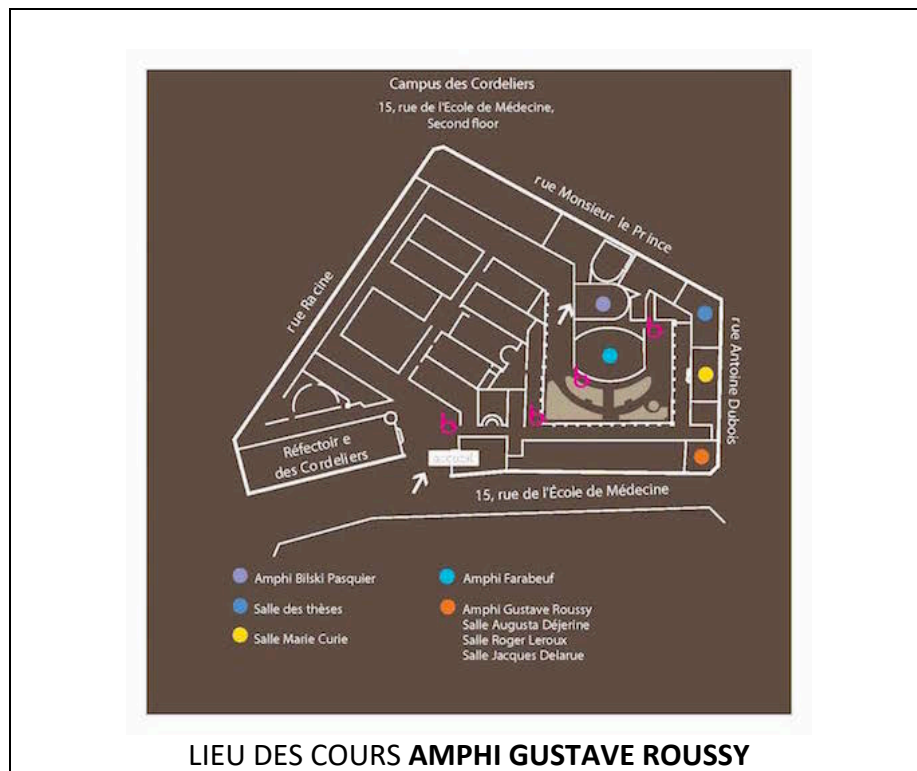 Campus des Cordeliers
15, rue de l'Ecole de Médecine,
Second floor
rue Monsieur le Prince
rue Racine
rue Antoine Dubois
Réfectoir e
des Cordeliers
accueil
15, rue de l'École de Médecine
Amphi Bilski Pasquier
Salle des thèses
Salle Marie Curie
Amphi Farabeuf
Amphi Gustave Roussy
Salle Augusta Déjerine
Salle Roger Leroux
Salle Jacques Delarue
LIEU DES COURS AMPHI GUSTAVE ROUSSY